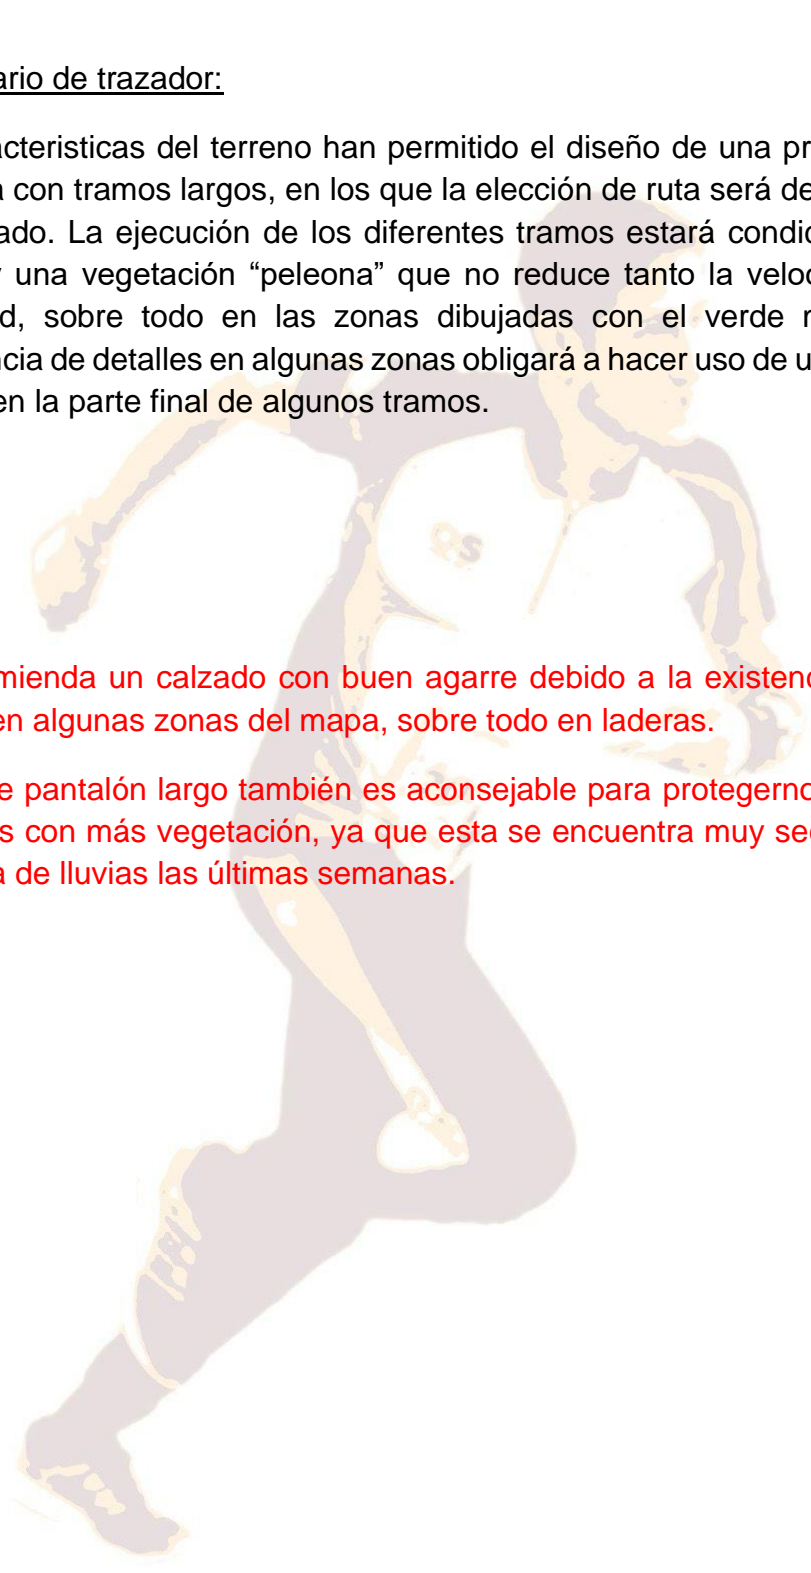 ario de trazador:
acteristicas del terreno han permitido el diseño de una pr
a con tramos largos, en los que la elección de ruta será de
ado. La ejecución de los diferentes tramos estará condic
y una vegetación “peleona” que no reduce tanto la veloc
d, sobre todo en las zonas dibujadas con el verde
ncia de detalles en algunas zonas obligará a hacer uso de u
en la parte final de algunos tramos.
mienda un calzado con buen agarre debido a la existenc
en algunas zonas del mapa, sobre todo en laderas.
e pantalón largo también es aconsejable para protegerno
s con más vegetación, ya que esta se encuentra muy sec
a de lluvias las últimas semanas.